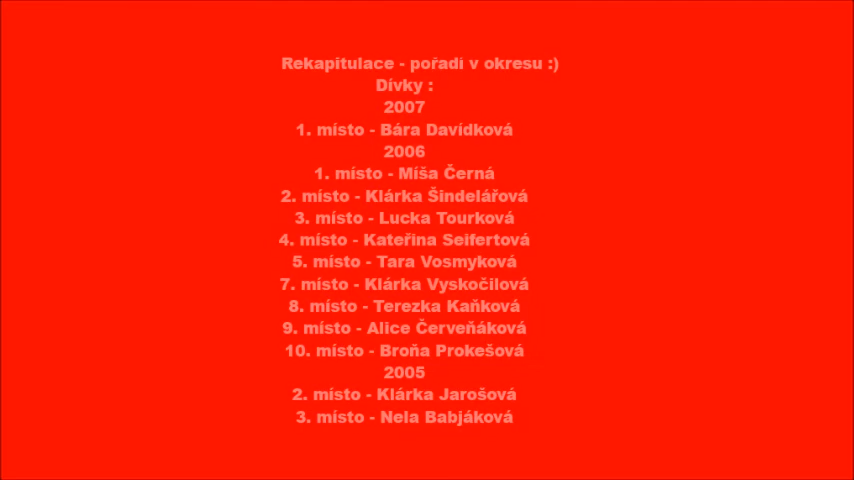 Rekapitulace - pořadi v okresu :)
Dívky :
2007
1. místo - Bára Davídková
2006
1. místo - Míša Černá
2. místo - Klárka Šindelářová
3. místo - Lucka Tourková
4. místo - Kateřina Seifertová
5. místo - Tara Vosmyková
7. místo - Klárka Vyskočilová
8. místo - Terezka Kaňková
9. místo - Alice Červeňáková
10. místo - Broňa Prokešová
2005
2. místo - Klárka Jarošová
3. místo - Nela Babjáková